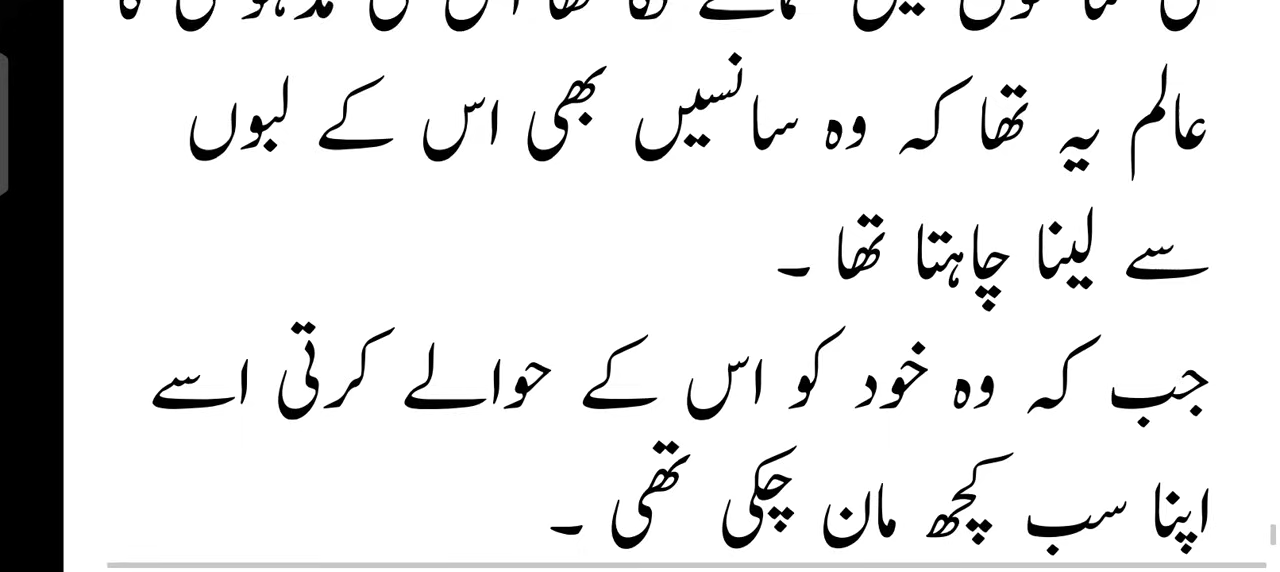 عالم یہ تھا کہ وہ سانسیں بھی اس کے لبوں
سے لینا چاہتا تھا ۔
جب کہ وہ خود کو اس کے حوالے کرتی اسے
اپنا سب کچھ مان چکی تھی ۔